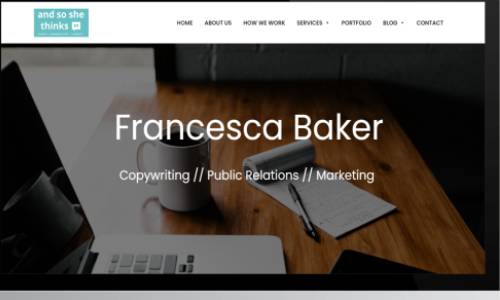 and so she
thinks
HOME ABOUT US HOW WE WORK SERVICES PORTFOLIO BLOG CONTACT
Francesca Baker
Copywriting // Public Relations // Marketing